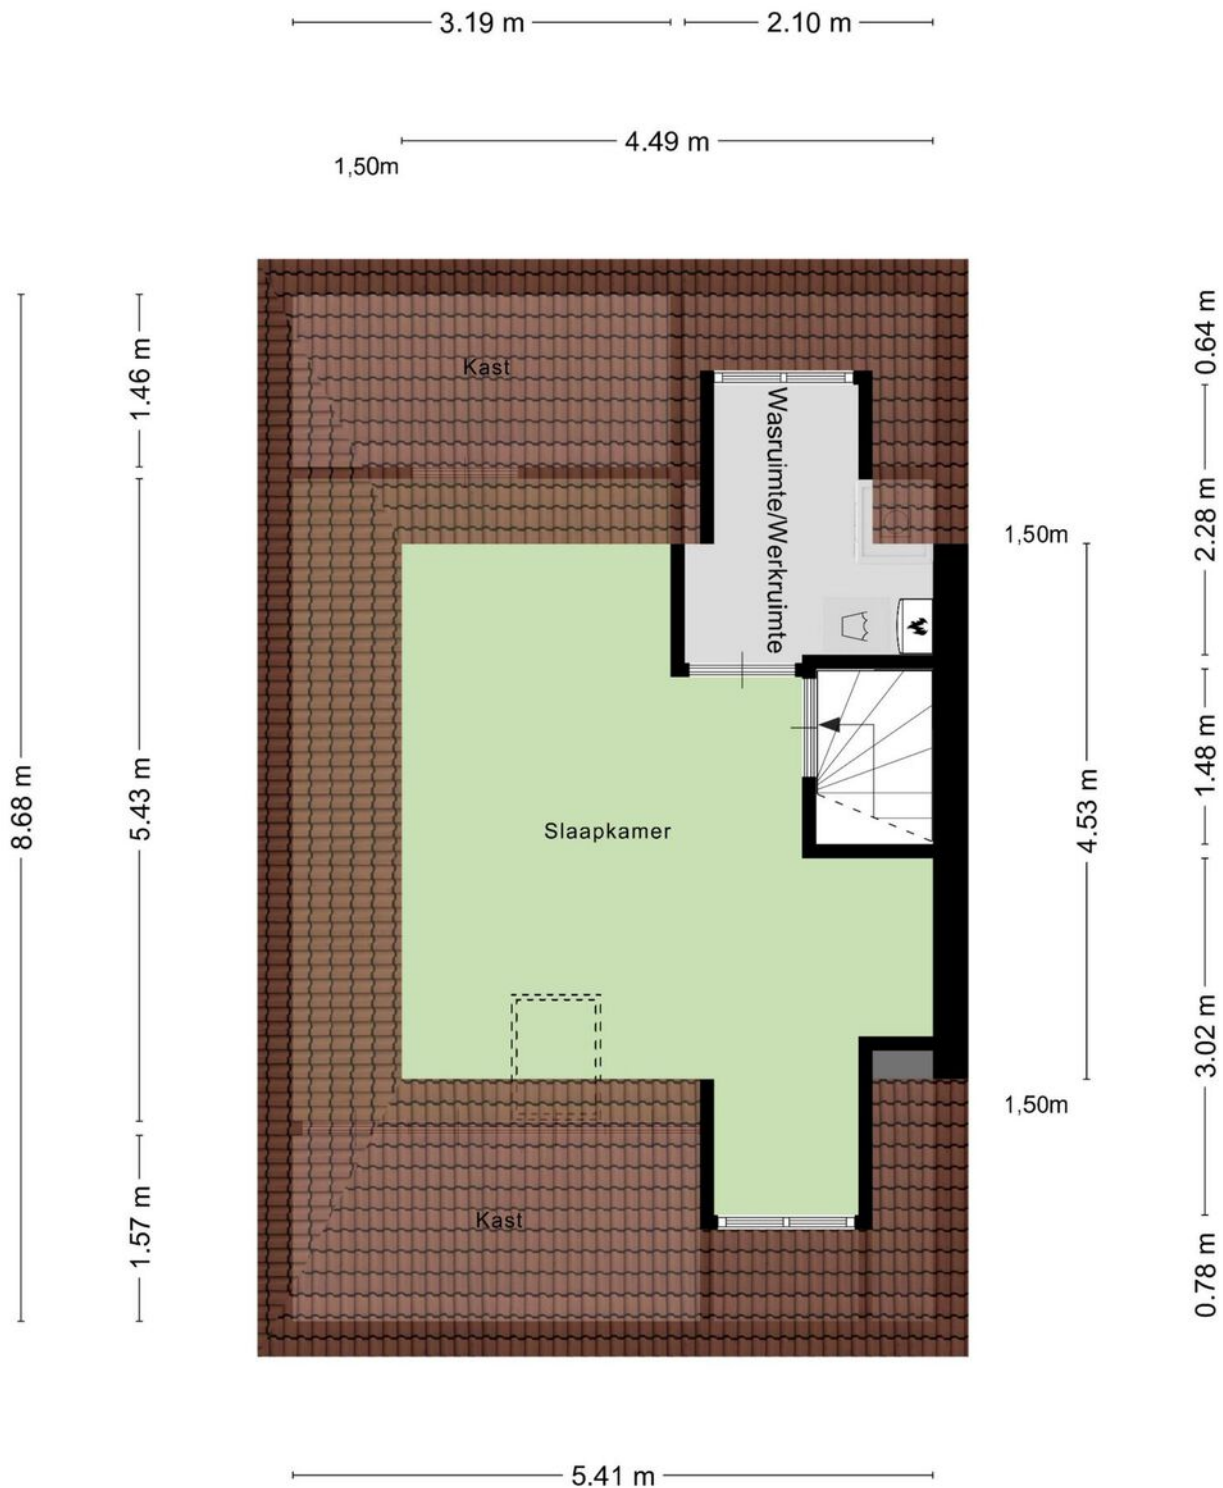 3.19 m
2.10 m
4.49 m
1,50m
0.64 m
1.46 m
Kast
Wasruimte/Werkruimte
2.28 m
1,50m
8.68 m
5.43 m
Slaapkamer
1.48 m
4.53 m
3.02 m
1,50m
1.57 m
Kast
0.78 m
5.41 m